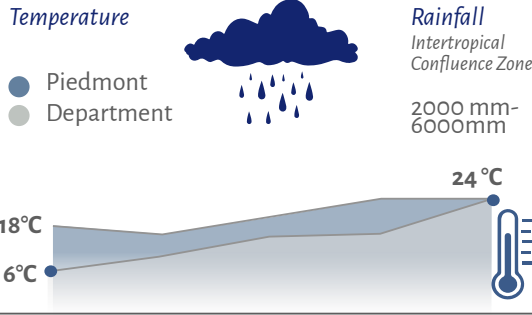 Temperature
Piedmont
Department
Rainfall
Intertropical
Confluence Zone
2000 mm-
6000mm
24 °C
18°C
6°C